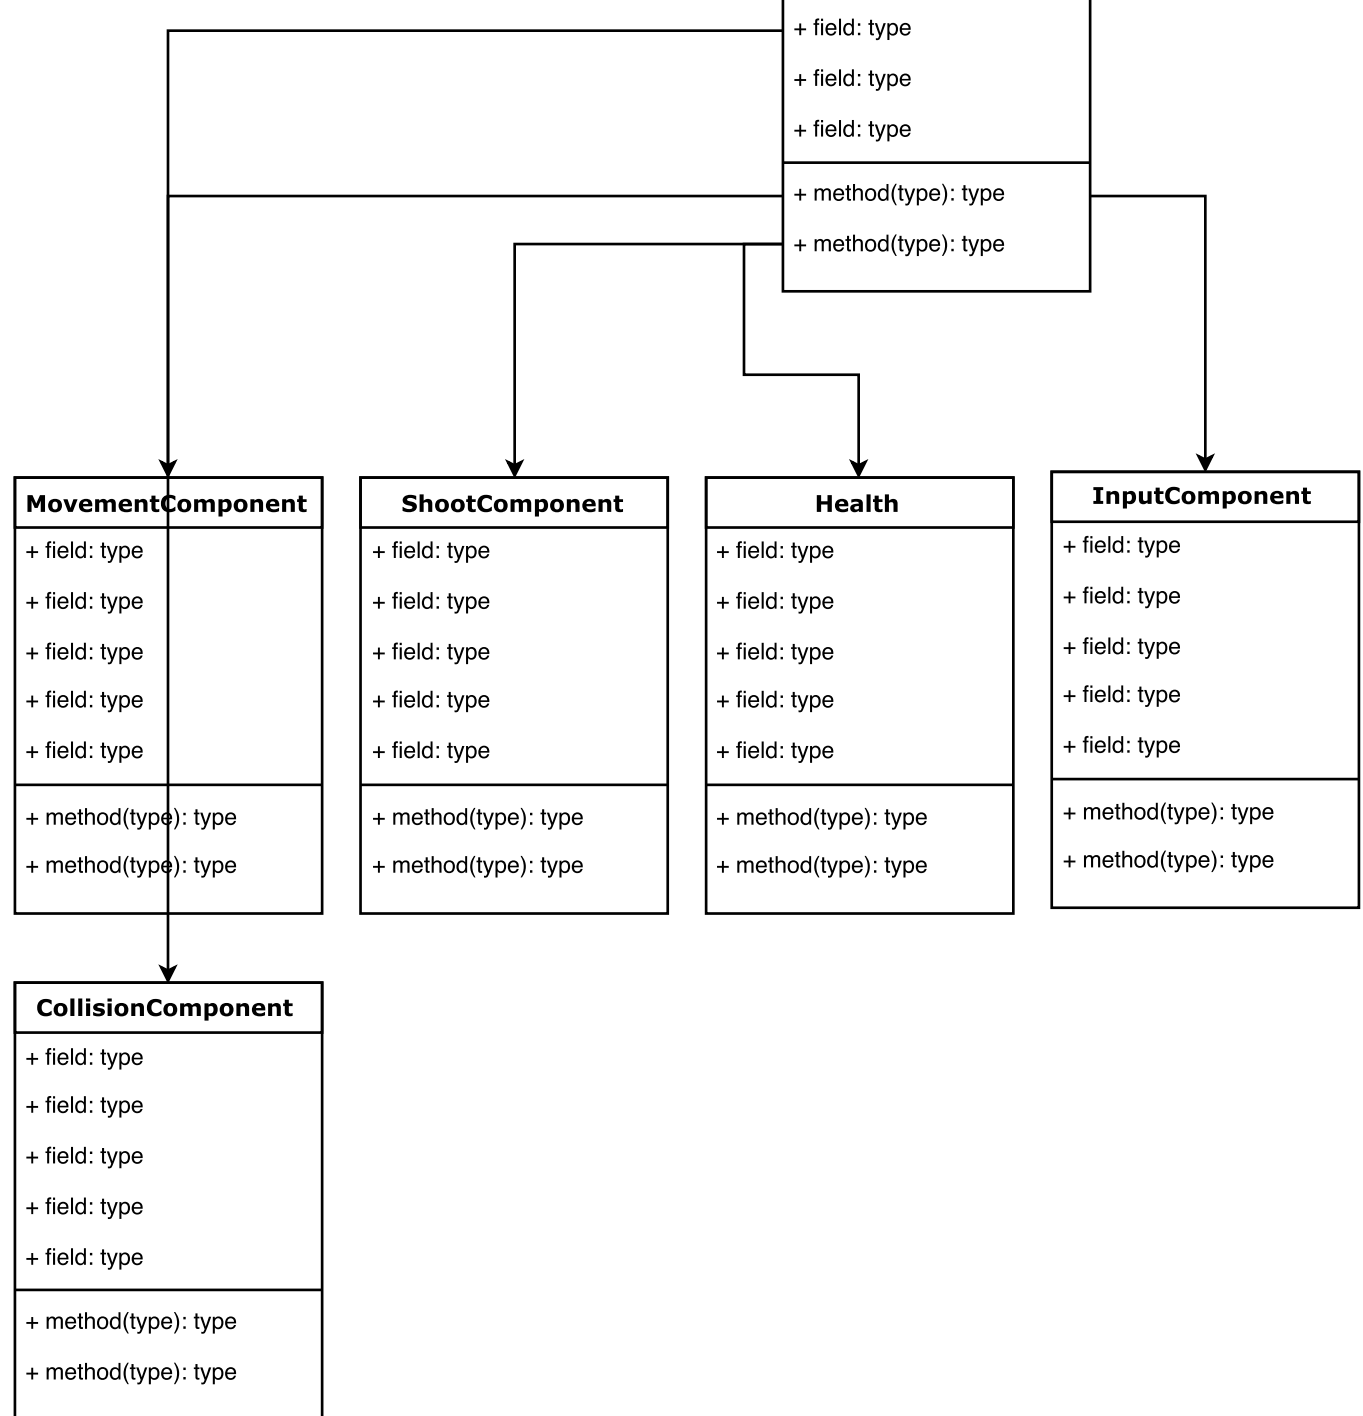 + field: type
+ field: type
+ field: type
+ method(type): type
+ method(type): type
MovementComponent
+ field: type
+ field: type
+ field: type
+ field: type
+ field: type
+ method(type): type
+ method(type): type
ShootComponent
+ field: type
+ field: type
+ field: type
+ field: type
+ field: type
+ method(type): type
+ method(type): type
Health
+ field: type
+ field: type
+ field: type
+ field: type
+ field: type
+ method(type): type
+ method(type): type
InputComponent
+ field: type
+ field: type
+ field: type
+ field: type
+ field: type
+ method(type): type
+ method(type): type
CollisionComponent
+ field: type
+ field: type
+ field: type
+ field: type
+ field: type
+ method(type): type
+ method(type): type